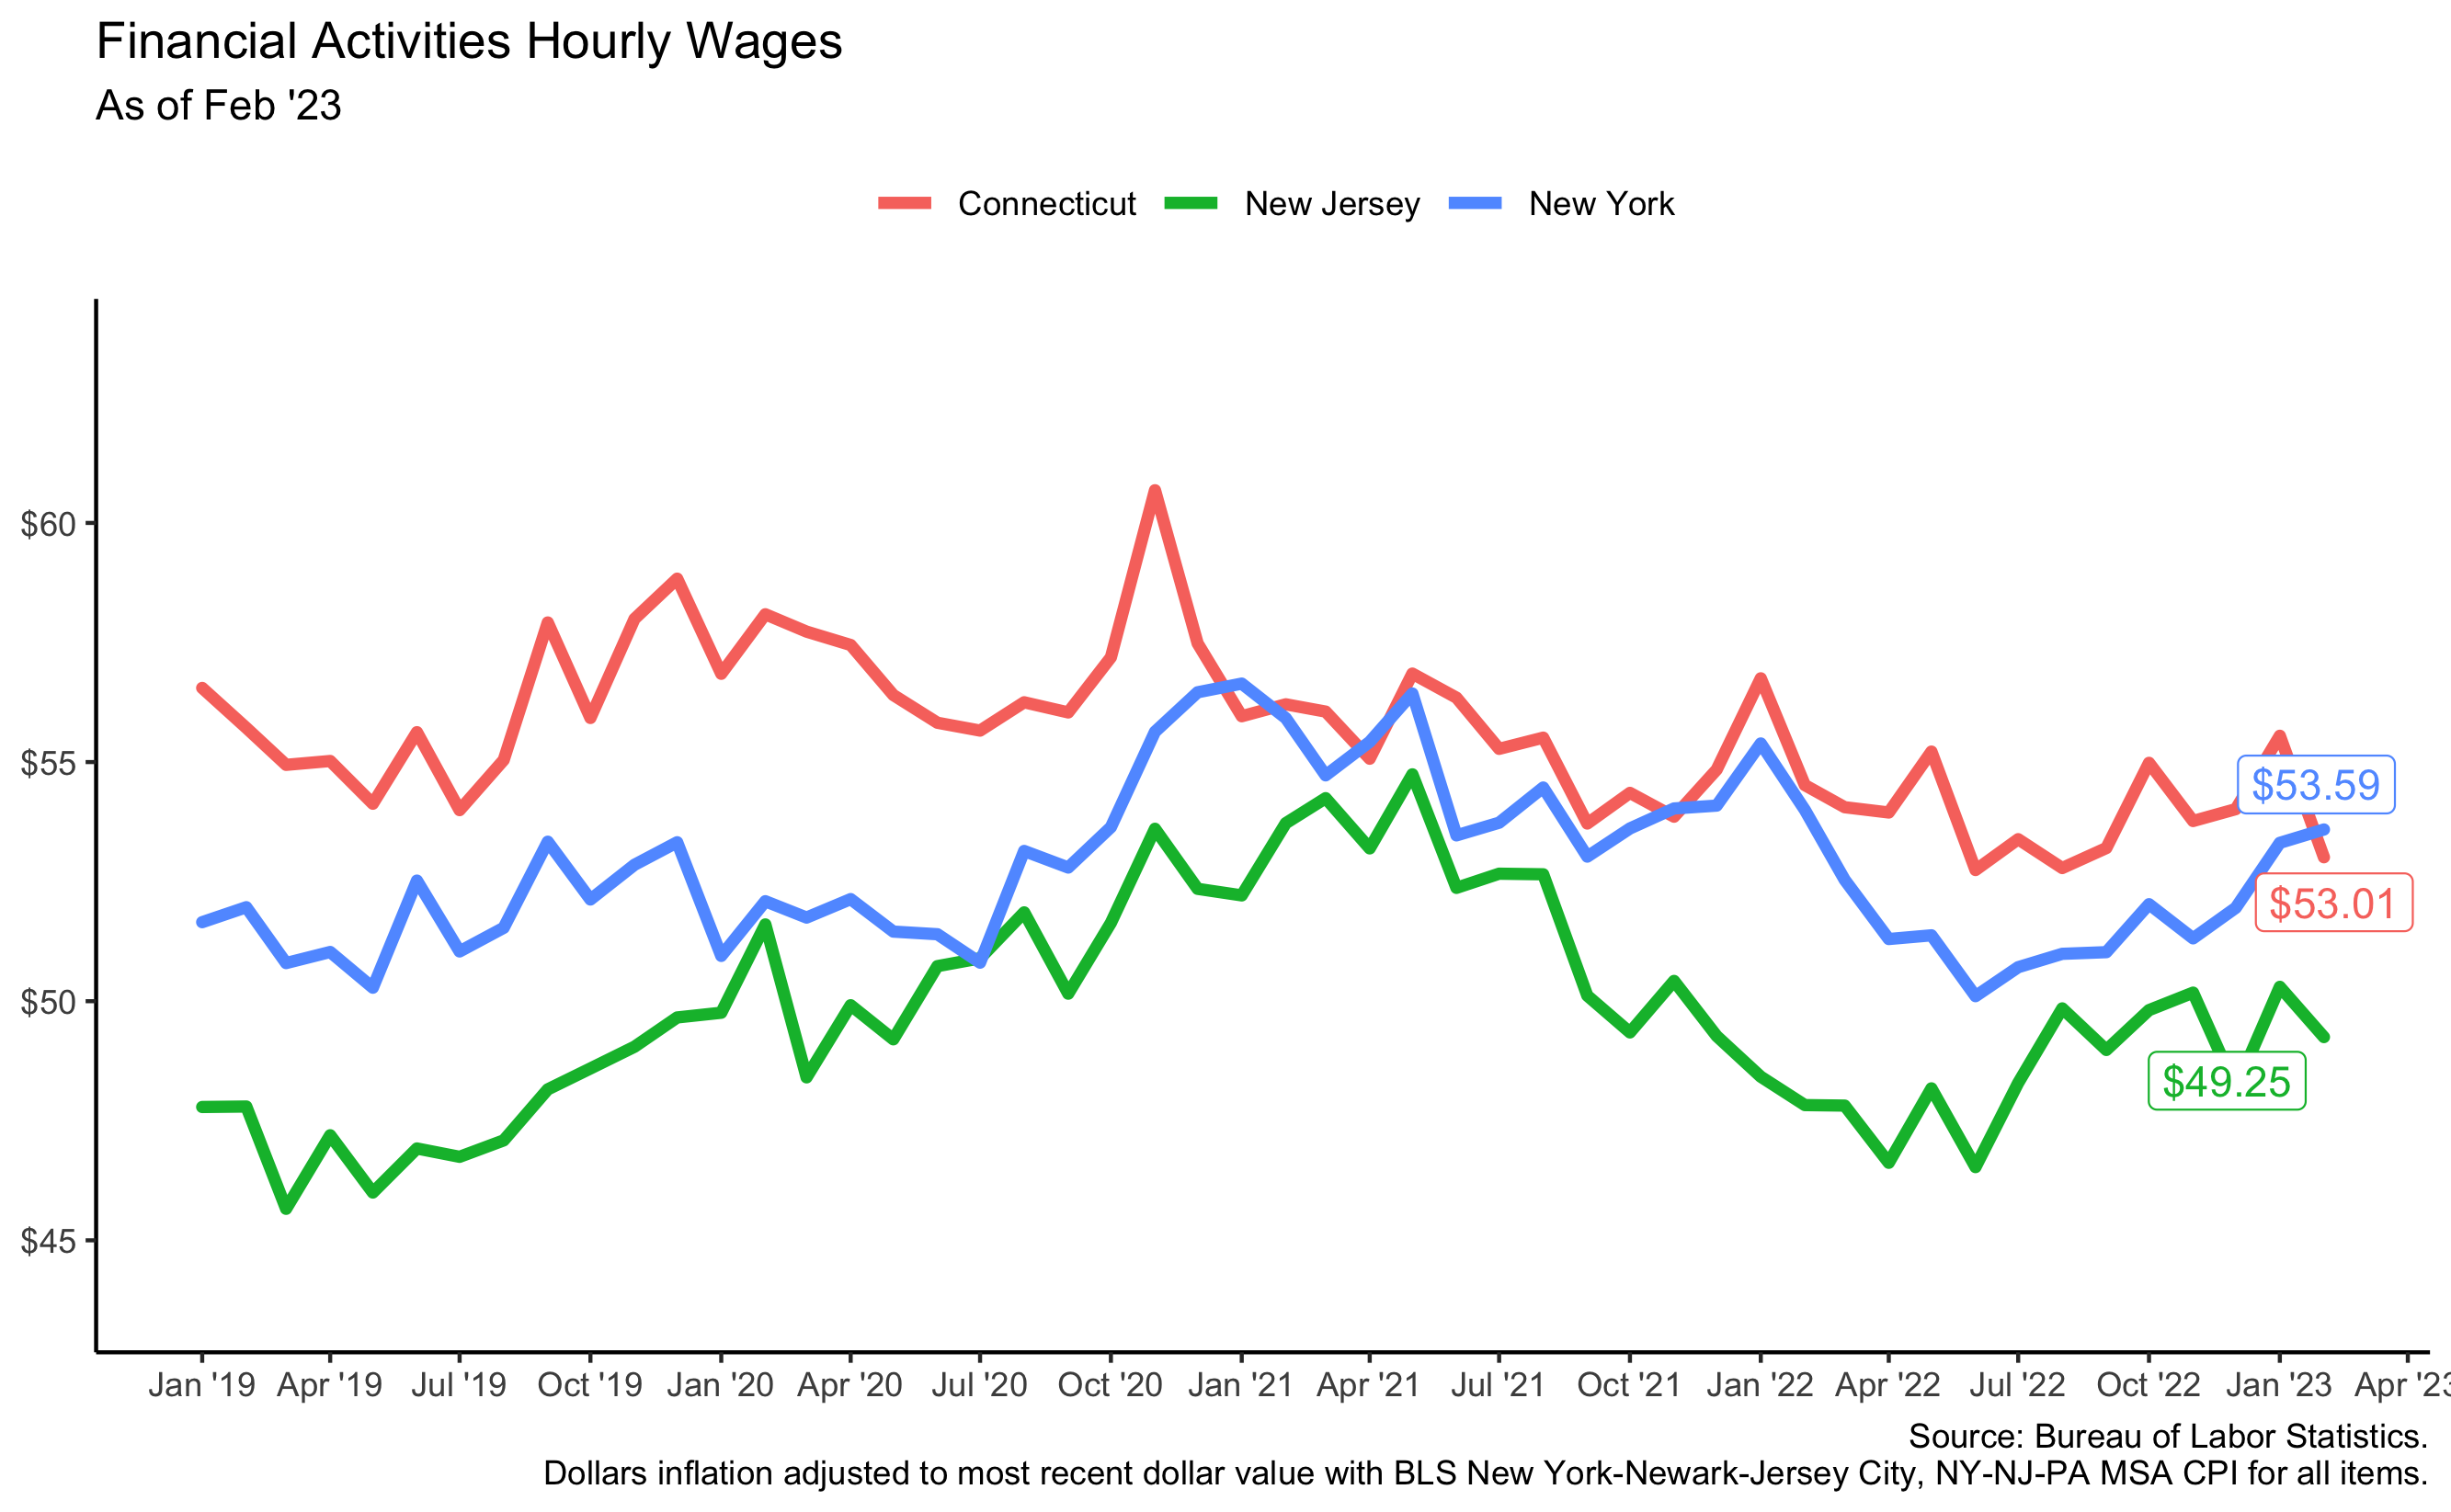 Financial Activities Hourly Wages
As of Feb '23
Connecticut New Jersey New York
$60
$55
$50
$45
$53.59
$53.01
$49.25
Jan '19 Apr '19 Jul '19 Oct '19 Jan '20 Apr '20 Jul '20 Oct '20 Jan '21 Apr '21 Jul '21 Oct '21 Jan '22 Apr '22 Jul '22 Oct '22 Jan '23 Apr '23
Source: Bureau of Labor Statistics.
Dollars inflation adjusted to most recent dollar value with BLS New York-Newark-Jersey City, NY-NJ-PA MSA CPI for all items.